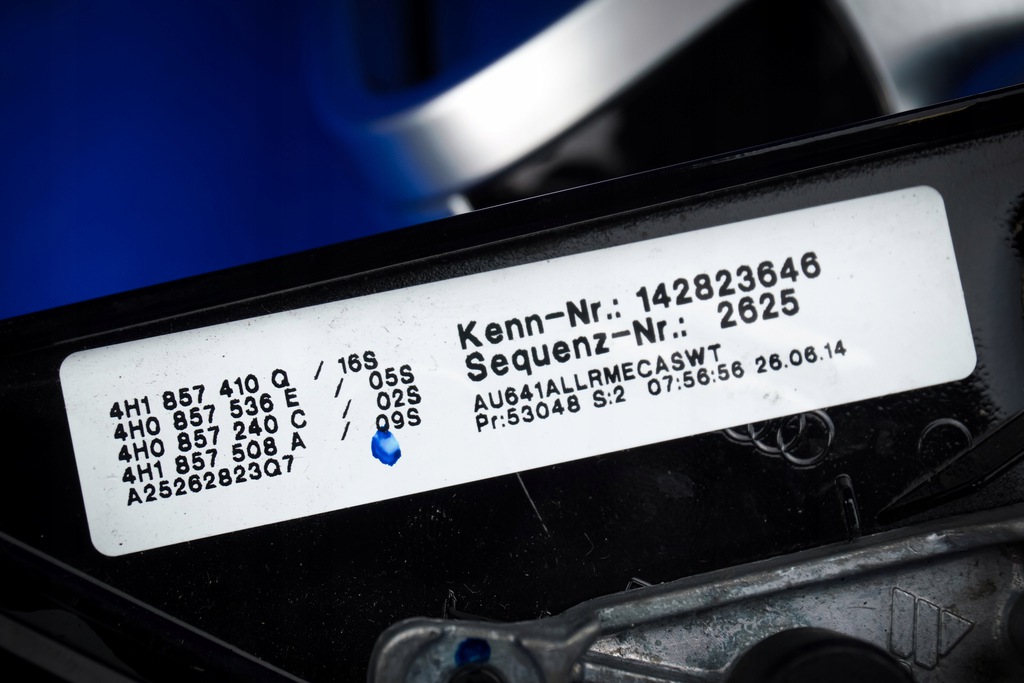 4H1 857 410 Q / 16S
4H0 857 536 E / 05S
4H0 857 240 C / 02S
4H1 857 508 A / 09S
A25262823Q7
Kenn-Nr.: 142823646
Sequenz-Nr.: 2625
AU641ALLRMECASWT
Pr:53048 S:2 07:56:56 26.06.14